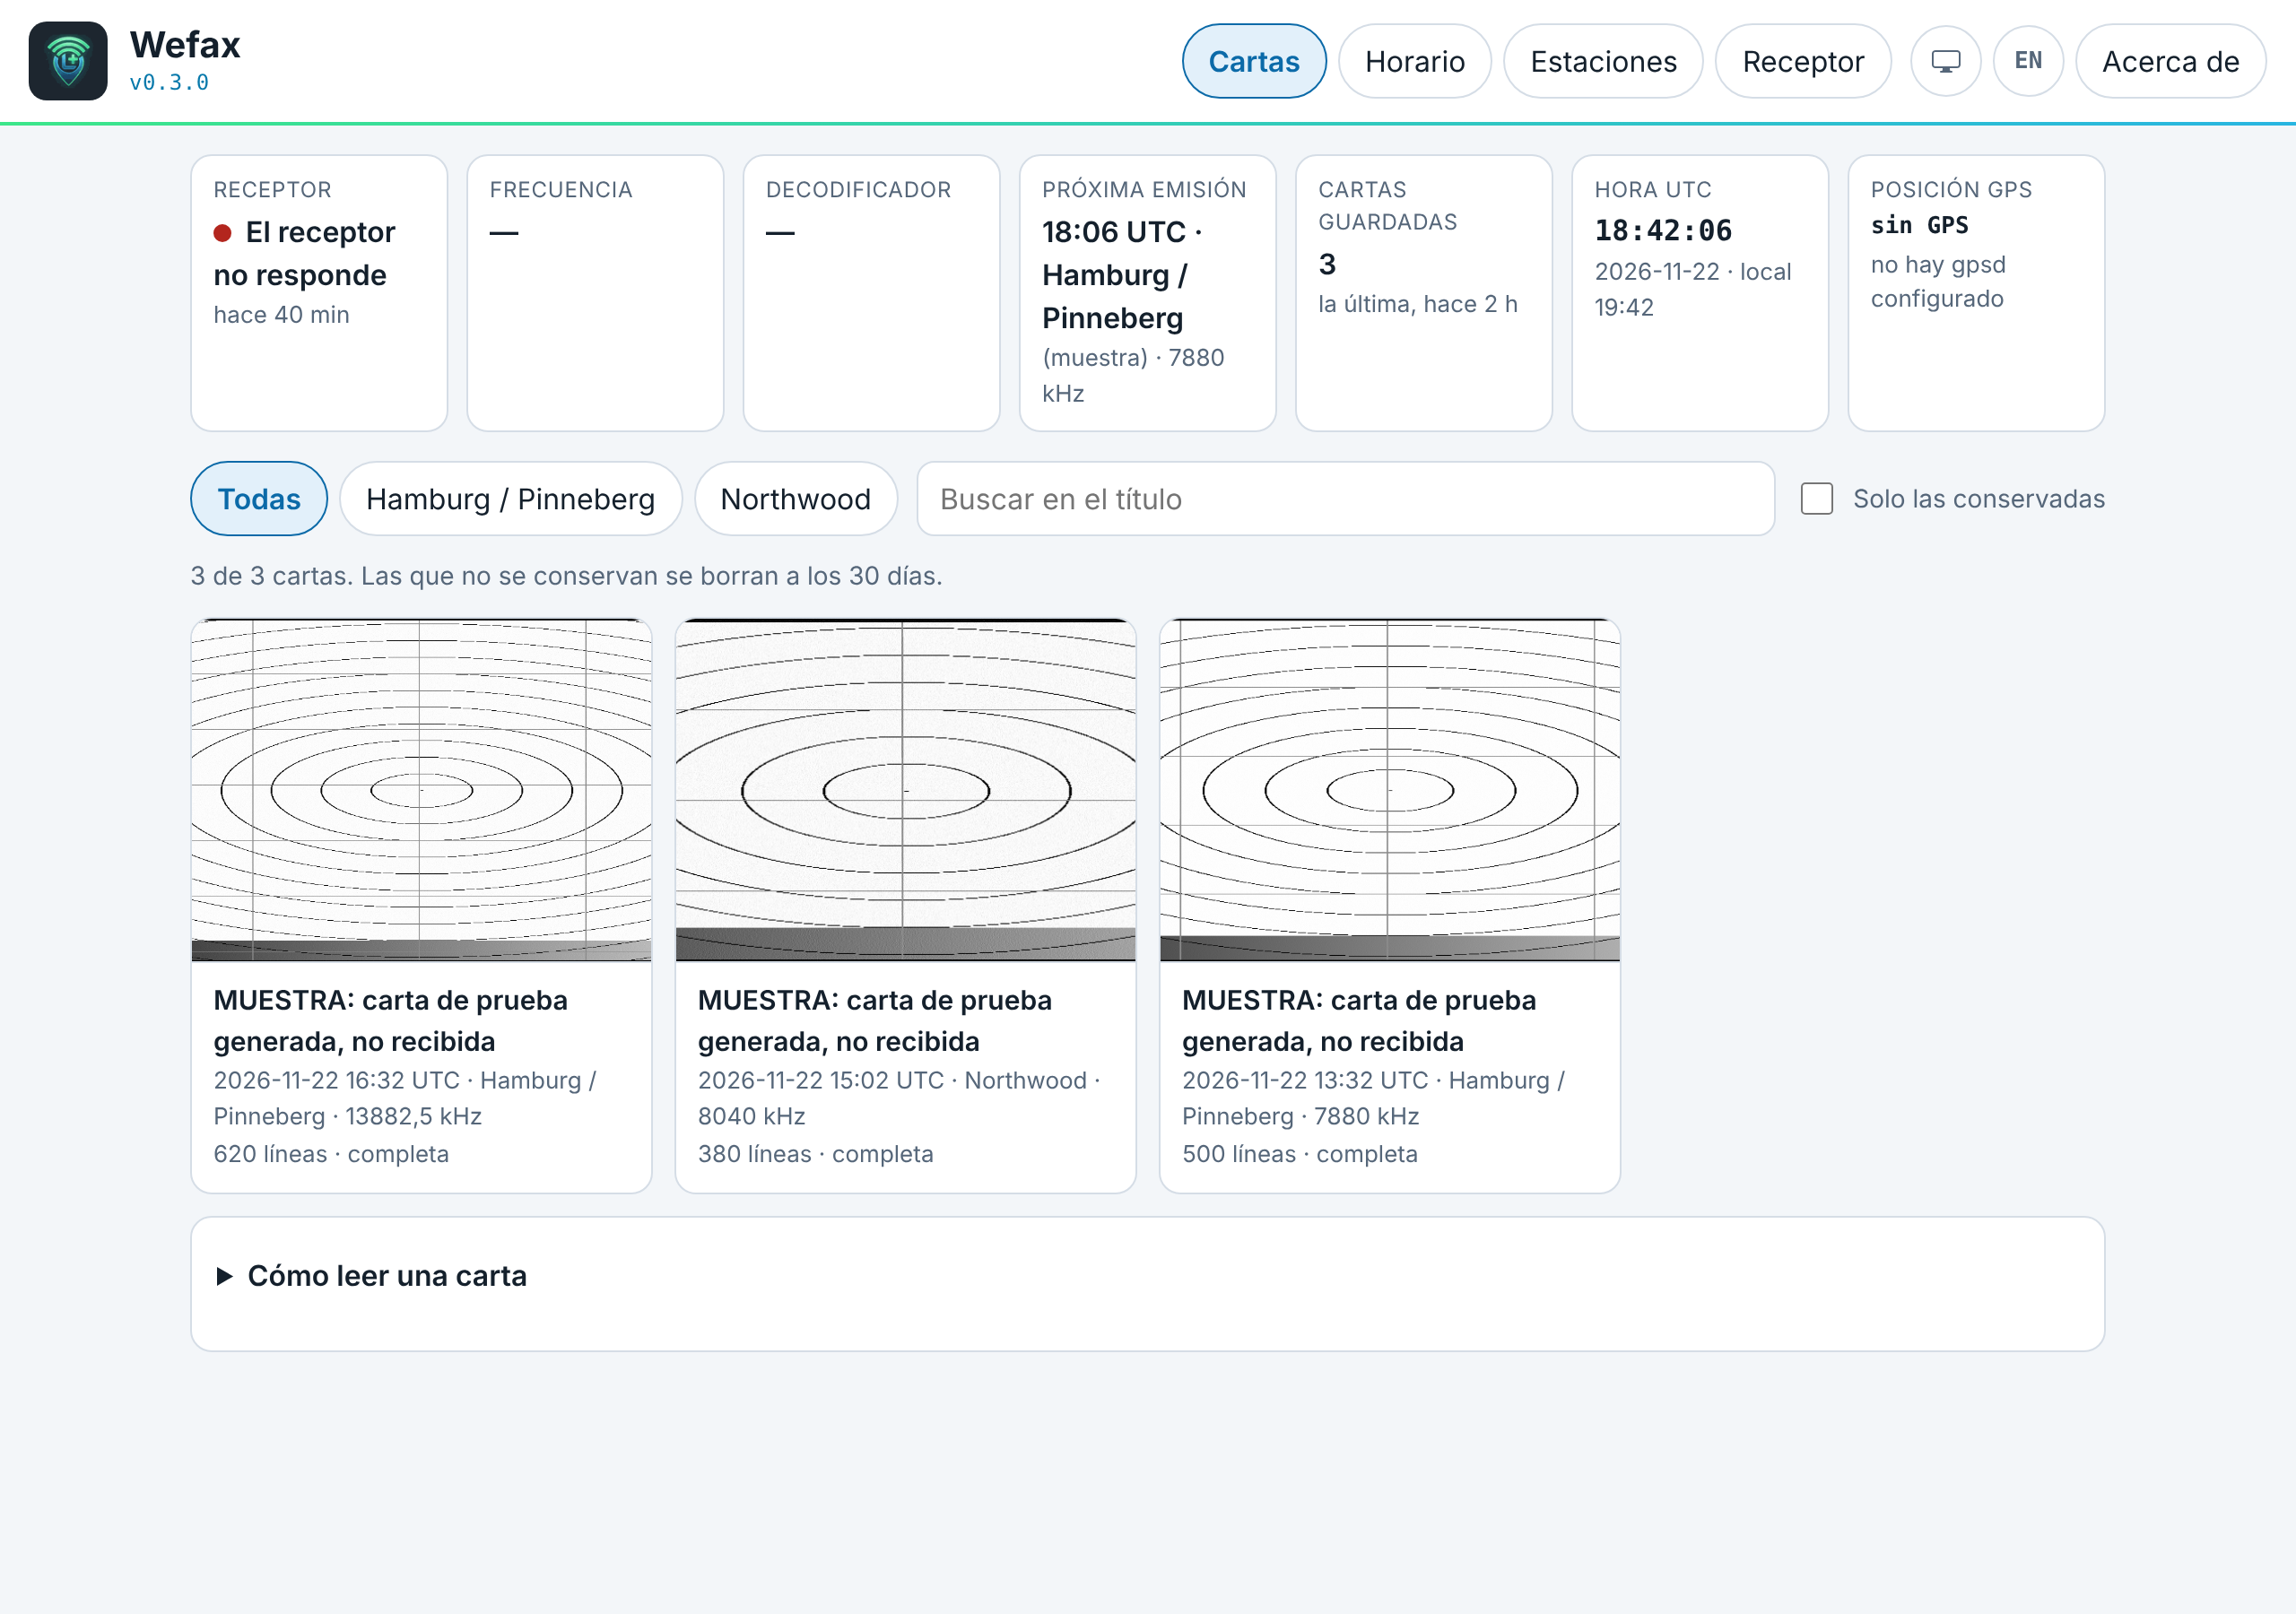 Wefax
v0.3.0
Cartas
Horario
Estaciones
Receptor
EN
Acerca de
RECEPTOR
El receptor
no responde
hace 40 min
FRECUENCIA
—
DECODIFICADOR
—
PRÓXIMA EMISIÓN
18:06 UTC ·
Hamburg /
Pinneberg
(muestra) · 7880
kHz
CARTAS
GUARDADAS
3
la última, hace 2 h
HORA UTC
18:42:06
2026-11-22 · local
19:42
POSICIÓN GPS
sin GPS
no hay gpsd
configurado
Todas
Hamburg / Pinneberg
Northwood
Buscar en el título
Solo las conservadas
3 de 3 cartas. Las que no se conservan se borran a los 30 días.
MUESTRA: carta de prueba
generada, no recibida
2026-11-22 16:32 UTC · Hamburg /
Pinneberg · 13882,5 kHz
620 líneas · completa
MUESTRA: carta de prueba
generada, no recibida
2026-11-22 15:02 UTC · Northwood ·
8040 kHz
380 líneas · completa
MUESTRA: carta de prueba
generada, no recibida
2026-11-22 13:32 UTC · Hamburg /
Pinneberg · 7880 kHz
500 líneas · completa
Cómo leer una carta